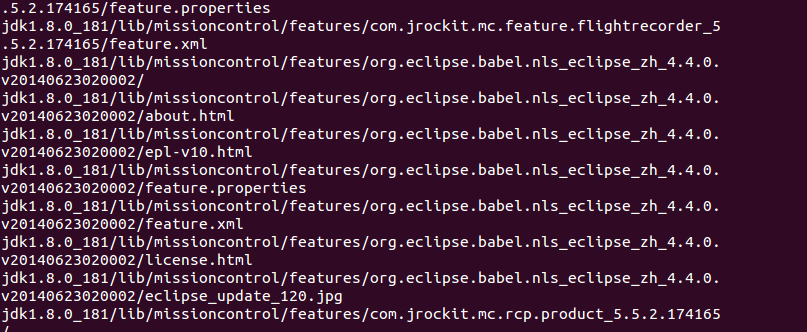 .5.2.174165/feature.properties
jdk1.8.0_181/lib/missioncontrol/features/com.jrockit.mc.feature.flightrecorder_5
.5.2.174165/feature.xml
jdk1.8.0_181/lib/missioncontrol/features/org.eclipse.babel.nls_eclipse_zh_4.4.0.
v20140623020002/
jdk1.8.0_181/lib/missioncontrol/features/org.eclipse.babel.nls_eclipse_zh_4.4.0.
v20140623020002/about.html
jdk1.8.0_181/lib/missioncontrol/features/org.eclipse.babel.nls_eclipse_zh_4.4.0.
v20140623020002/epl-v10.html
jdk1.8.0_181/lib/missioncontrol/features/org.eclipse.babel.nls_eclipse_zh_4.4.0.
v20140623020002/feature.properties
jdk1.8.0_181/lib/missioncontrol/features/org.eclipse.babel.nls_eclipse_zh_4.4.0.
v20140623020002/feature.xml
jdk1.8.0_181/lib/missioncontrol/features/org.eclipse.babel.nls_eclipse_zh_4.4.0.
v20140623020002/license.html
jdk1.8.0_181/lib/missioncontrol/features/org.eclipse.babel.nls_eclipse_zh_4.4.0.
v20140623020002/eclipse_update_120.jpg
jdk1.8.0_181/lib/missioncontrol/features/com.jrockit.mc.rcp.product_5.5.2.174165
/